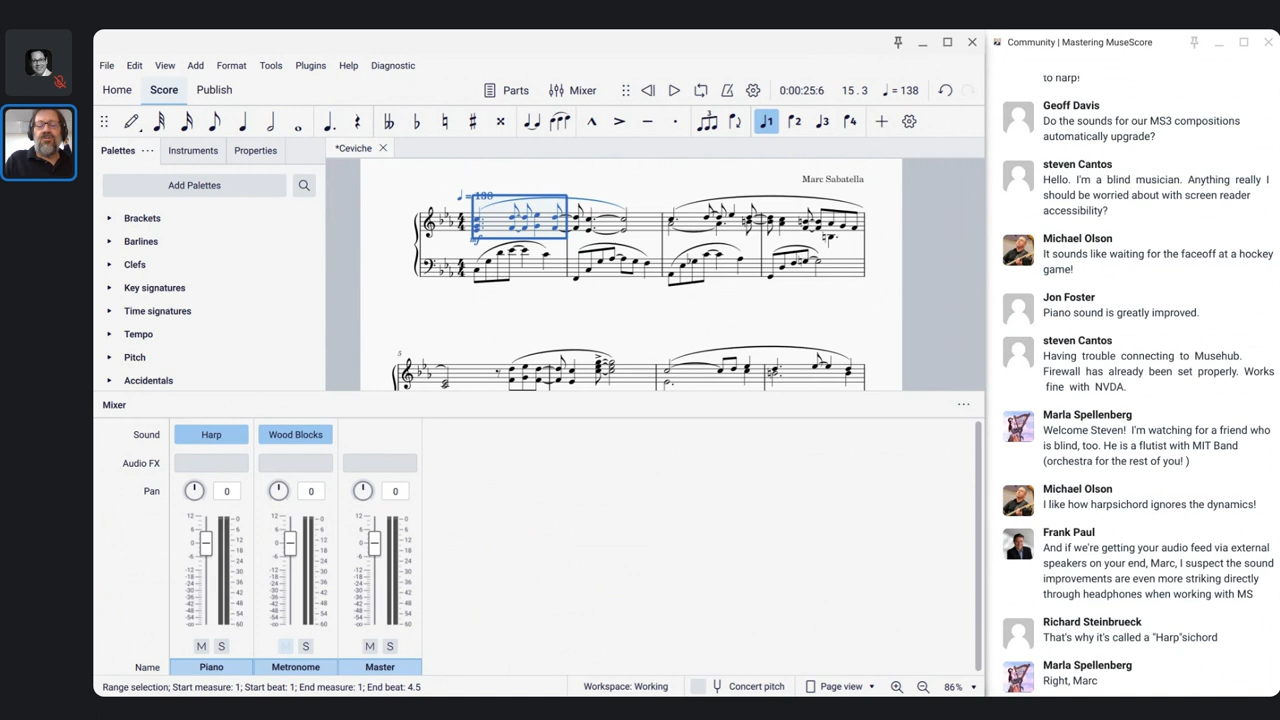 Community | Mastering MuseScore
File Edit View Add Format Tools Plugins Help Diagnostic
Home Score Publish
Parts Mixer 0:00:25:6 15 . 3 = 138
1 2 3 4
Palettes Instruments Properties
*Ceviche
Add Palettes
Marc Sabatella
Brackets
Barlines
Clefs
Key signatures
Time signatures
Tempo
Pitch
Accidentals
mf
5
Mixer
Sound Harp Wood Blocks
Audio FX
Pan 0 0 0
M S M S M S
Name Piano Metronome Master
Range selection; Start measure: 1; Start beat: 1; End measure: 1; End beat: 4.5
Workspace: Working
Concert pitch
Page view
86%
to harp!
Geoff Davis
Do the sounds for our MS3 compositions
automatically upgrade?
steven Cantos
Hello. I'm a blind musician. Anything really I
should be worried about with screen reader
accessibility?
Michael Olson
It sounds like waiting for the faceoff at a hockey
game!
Jon Foster
Piano sound is greatly improved.
steven Cantos
Having trouble connecting to Musehub.
Firewall has already been set properly. Works
fine with NVDA.
Marla Spellenberg
Welcome Steven! I'm watching for a friend who
is blind, too. He is a flutist with MIT Band
(orchestra for the rest of you! )
Michael Olson
I like how harpsichord ignores the dynamics!
Frank Paul
And if we're getting your audio feed via external
speakers on your end, Marc, I suspect the sound
improvements are even more striking directly
through headphones when working with MS
Richard Steinbrueck
That's why it's called a "Harp"sichord
Marla Spellenberg
Right, Marc